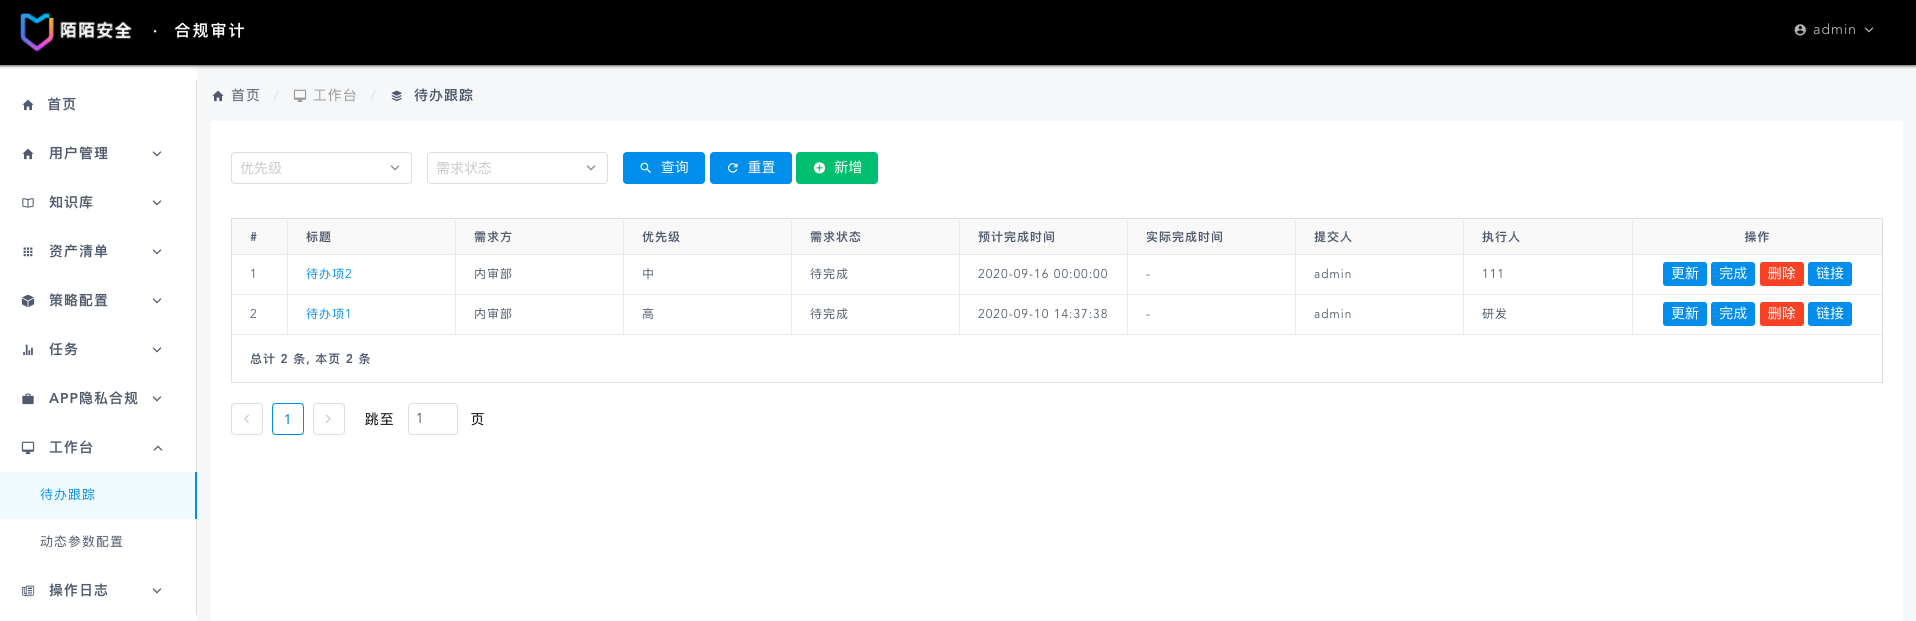 陌陌安全 · 合规审计
admin
首页
用户管理
知识库
资产清单
策略配置
任务
APP隐私合规
工作台
待办跟踪
动态参数配置
操作日志
首页 / 工作台 / 待办跟踪
优先级 需求状态 查询 重置 新增
# 标题 需求方 优先级 需求状态 预计完成时间 实际完成时间 提交人 执行人 操作
1 待办项2 内审部 中 待完成 2020-09-16 00:00:00 - admin 111 更新 完成 删除 链接
2 待办项1 内审部 高 待完成 2020-09-10 14:37:38 - admin 研发 更新 完成 删除 链接
总计 2 条, 本页 2 条
1 跳至 1 页